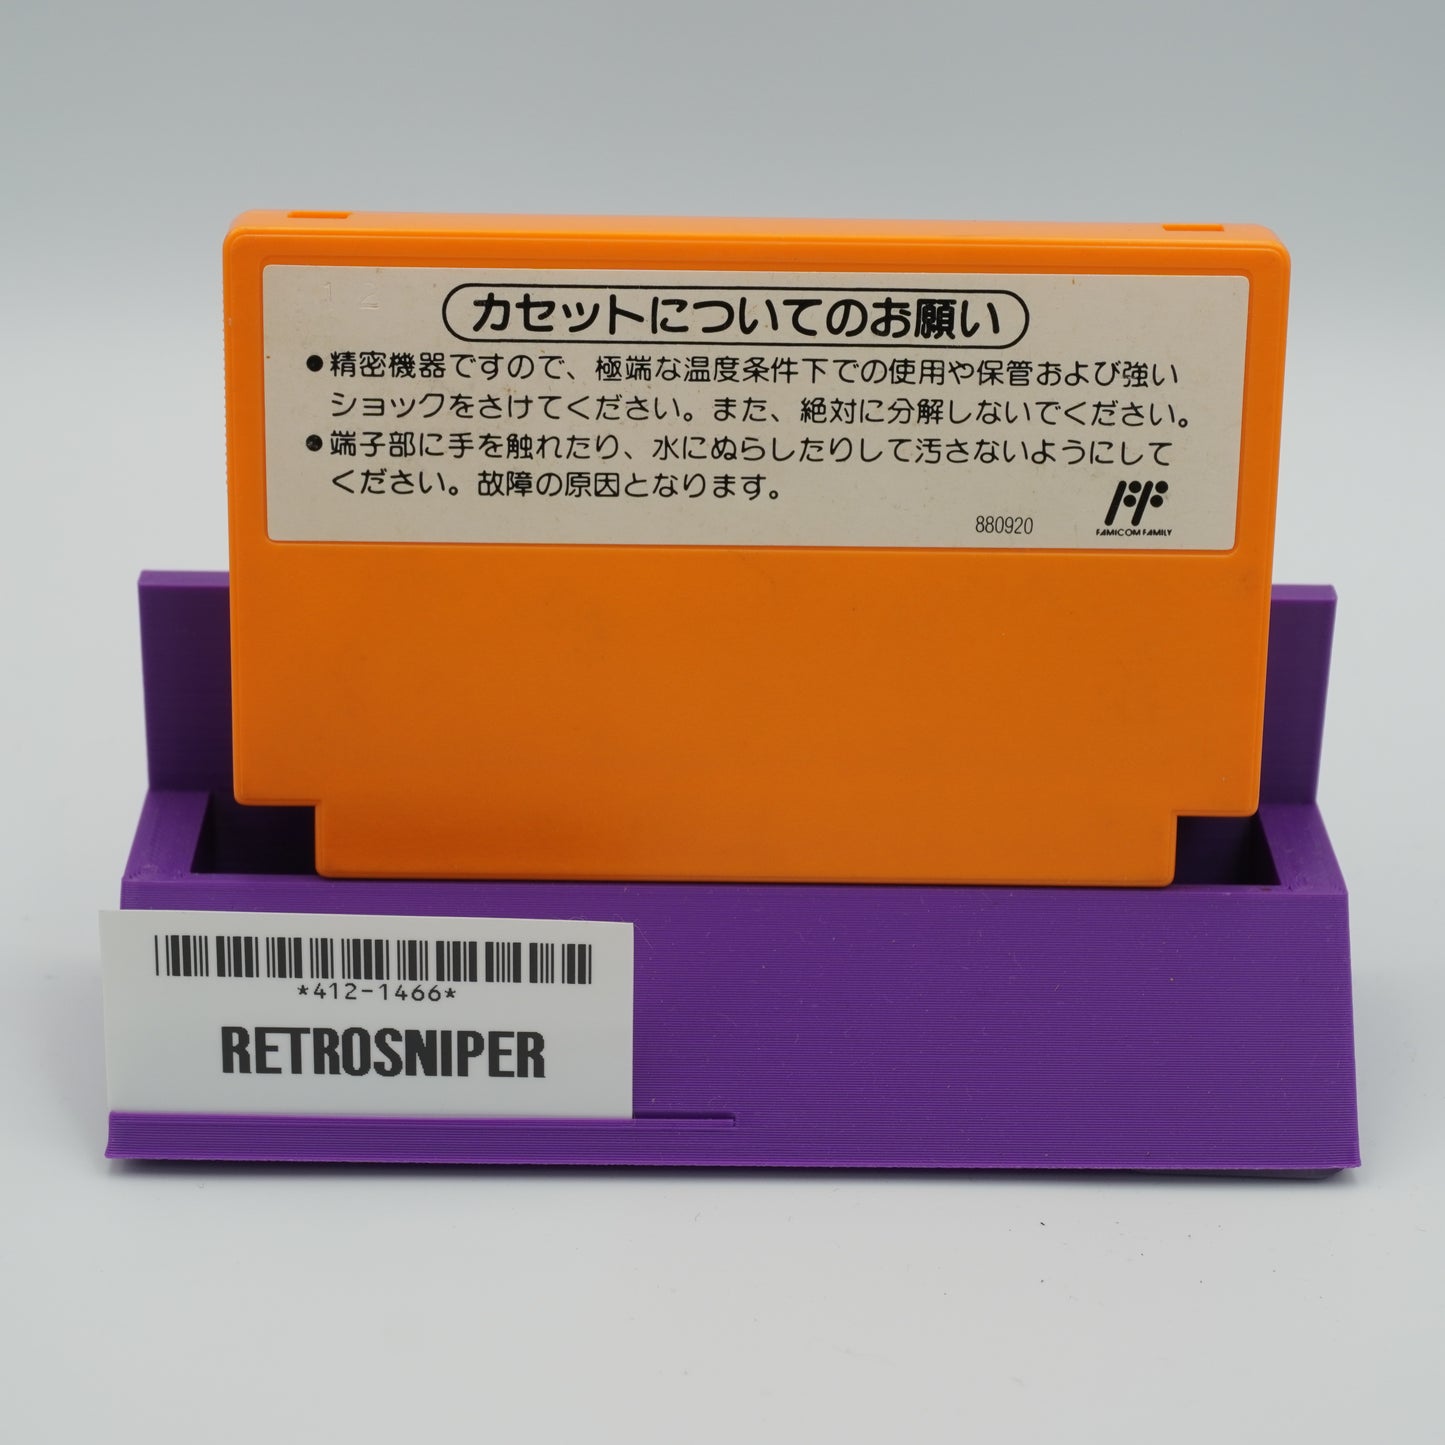 12
カセットについてのお願い
●精密機器ですので、極端な温度条件下での使用や保管および強い
ショックをさけてください。また、絶対に分解しないでください。
●端子部に手を触れたり、水にぬらしたりして汚さないようにして
ください。故障の原因となります。
880920
FAMICOM FAMILY
*412-1466*
RETROSNIPER